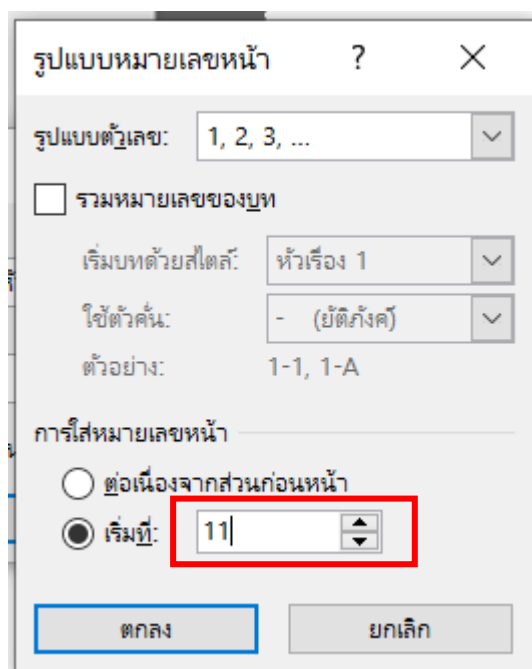 รูปแบบหมายเลขหน้า ?
รูปแบบตัวเลข: 1, 2, 3, ...
รวมหมายเลขของบท
เริ่มบทด้วยสไตล์: หัวเรื่อง 1
ใช้ตัวคั่น: - (ยัติภังค์)
ตัวอย่าง: 1-1, 1-A
การใส่หมายเลขหน้า
ต่อเนื่องจากส่วนก่อนหน้า
เริ่มที่: 11
ตกลง ยกเลิก